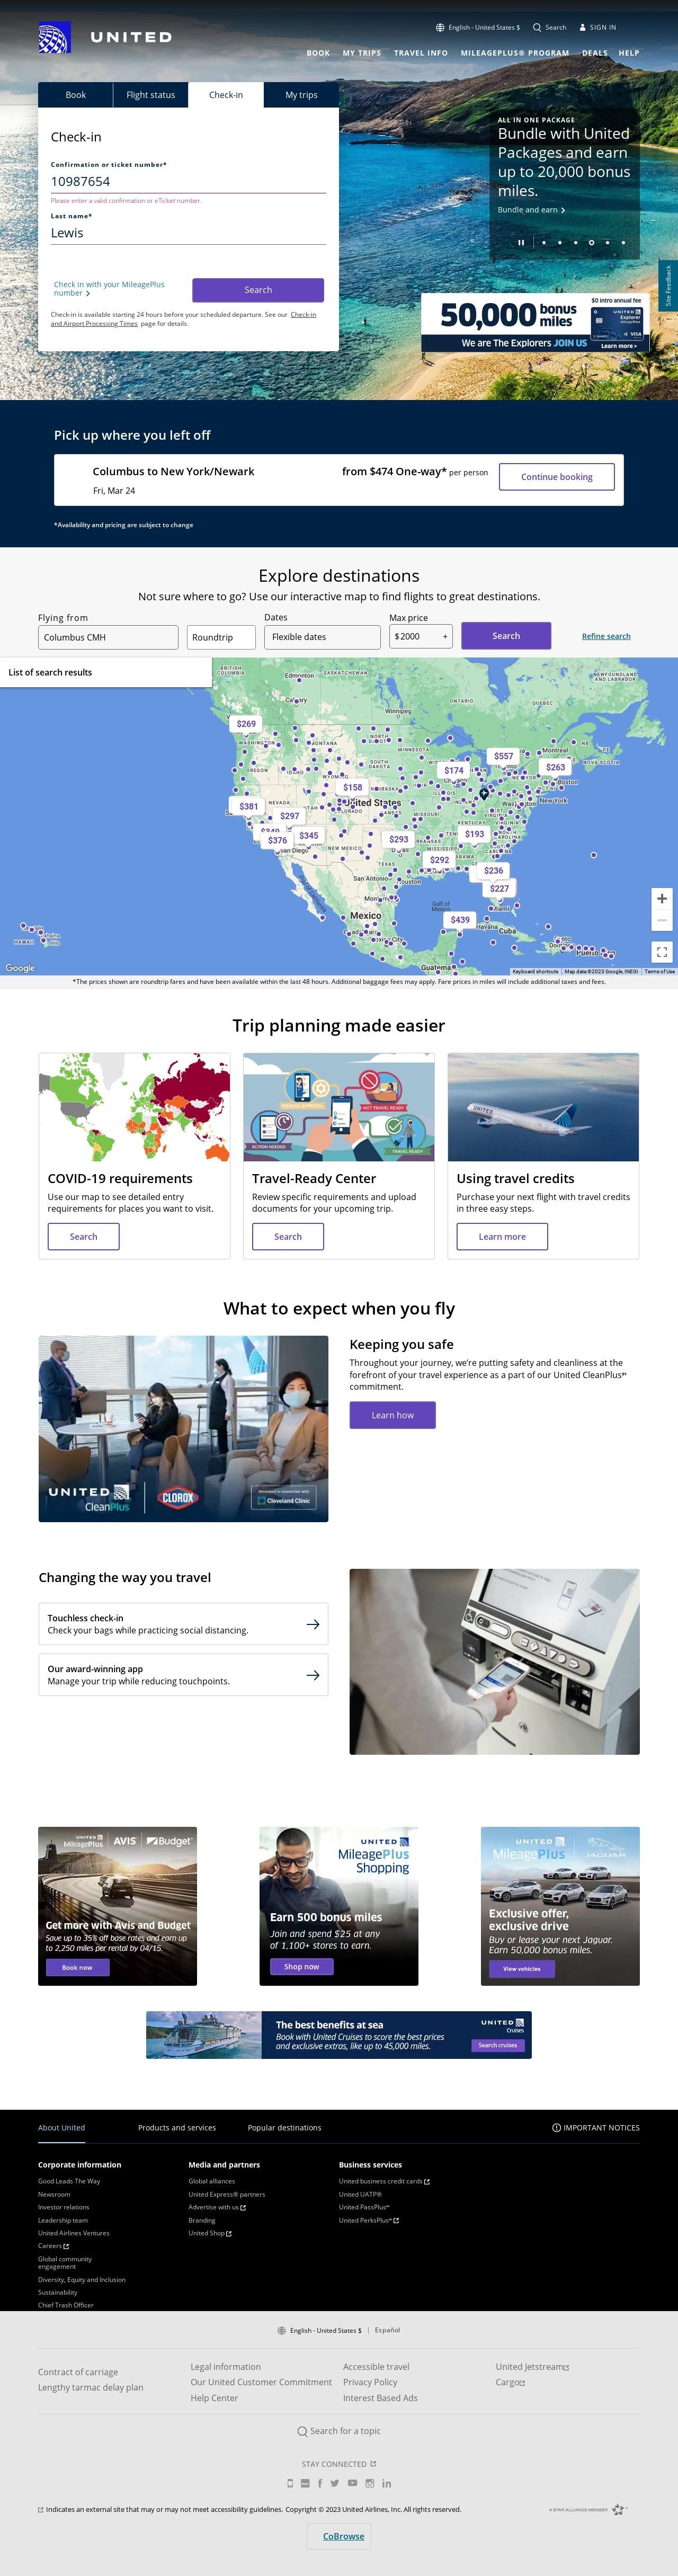 UNITED
English - United States $
Search
SIGN IN
BOOK
MY TRIPS
TRAVEL INFO
MILEAGEPLUS® PROGRAM
DEALS
HELP
Book
Flight status
Check-in
My trips
Check-in
Confirmation or ticket number*
10987654
Please enter a valid confirmation or eTicket number.
Last name*
Lewis
Check in with your MileagePlus
number
Search
Check-in is available starting 24 hours before your scheduled departure. See our Check-in
and Airport Processing Times page for details.
ALL IN ONE PACKAGE
Bundle with United
Packages and earn
up to 20,000 bonus
miles.
Bundle and earn
Site Feedback
50,000 bonus miles
$0 intro annual fee
We are The Explorers JOIN US
Learn more >
Pick up where you left off
Columbus to New York/Newark
Fri, Mar 24
from $474 One-way* per person
Continue booking
*Availability and pricing are subject to change
Explore destinations
Not sure where to go? Use our interactive map to find flights to great destinations.
Flying from
Columbus CMH
Roundtrip
Dates
Flexible dates
Max price
$ 2000 +
Search
Refine search
List of search results
BRITISH
COLUMBIA
Edmonton
SASKATCHEWAN
NEWFOUNDLAND
AND LABRADOR
ONTARIO
QUEBEC
Winnipeg
$269
WASHINGTON
MONTANA
MINNESOTA
SOUTH
DAKOTA
Montreal
$557
$263
NOVA SCOTIA
Boston
$174
$158
New York
NEVADA
United States
$381
$297
$345
$376
San Diego
NEW MEXICO
MISSOURI
$193
$293
$292
TEXAS
$236
$227
San Antonio
Gulf of
Mexico
Mexico
$439
Havana
Cuba
Guatemala
HAWAII
Google
Keyboard shortcuts
Map data ©2023 Google, INEGI
Terms of Use
*The prices shown are roundtrip fares and have been available within the last 48 hours. Additional baggage fees may apply. Fare prices in miles will include additional taxes and fees.
Trip planning made easier
ACTION NEEDED
NOT TRAVEL READY
TRAVEL READY
UNITED
COVID-19 requirements
Use our map to see detailed entry
requirements for places you want to visit.
Search
Travel-Ready Center
Review specific requirements and upload
documents for your upcoming trip.
Search
Using travel credits
Purchase your next flight with travel credits
in three easy steps.
Learn more
What to expect when you fly
UNITED
CleanPlus
CLOROX
Cleveland Clinic
Keeping you safe
Throughout your journey, we’re putting safety and cleanliness at the
forefront of your travel experience as a part of our United CleanPlus℠
commitment.
Learn how
Changing the way you travel
Touchless check-in
Check your bags while practicing social distancing.
Our award-winning app
Manage your trip while reducing touchpoints.
UNITED
MileagePlus
AVIS
Budget
Get more with Avis and Budget
Save up to 35% off base rates and earn up
to 2,250 miles per rental by 04/15.
Book now
UNITED
MileagePlus
Shopping
Earn 500 bonus miles
Join and spend $25 at any
of 1,100+ stores to earn.
Shop now
UNITED
MileagePlus
JAGUAR
Exclusive offer,
exclusive drive
Buy or lease your next Jaguar.
Earn 50,000 bonus miles.
View vehicles
The best benefits at sea
Book with United Cruises to score the best prices
and exclusive extras, like up to 45,000 miles.
UNITED
Cruises
Search cruises
About United
Products and services
Popular destinations
IMPORTANT NOTICES
Corporate information
Good Leads The Way
Newsroom
Investor relations
Leadership team
United Airlines Ventures
Careers
Global community
engagement
Diversity, Equity and Inclusion
Sustainability
Chief Trash Officer
Media and partners
Global alliances
United Express® partners
Advertise with us
Branding
United Shop
Business services
United business credit cards
United UATP®
United PassPlus℠
United PerksPlus℠
English - United States $
Español
Contract of carriage
Lengthy tarmac delay plan
Legal information
Our United Customer Commitment
Help Center
Accessible travel
Privacy Policy
Interest Based Ads
United Jetstream
Cargo
Search for a topic
STAY CONNECTED
Indicates an external site that may or may not meet accessibility guidelines. Copyright © 2023 United Airlines, Inc. All rights reserved.
A STAR ALLIANCE MEMBER
CoBrowse